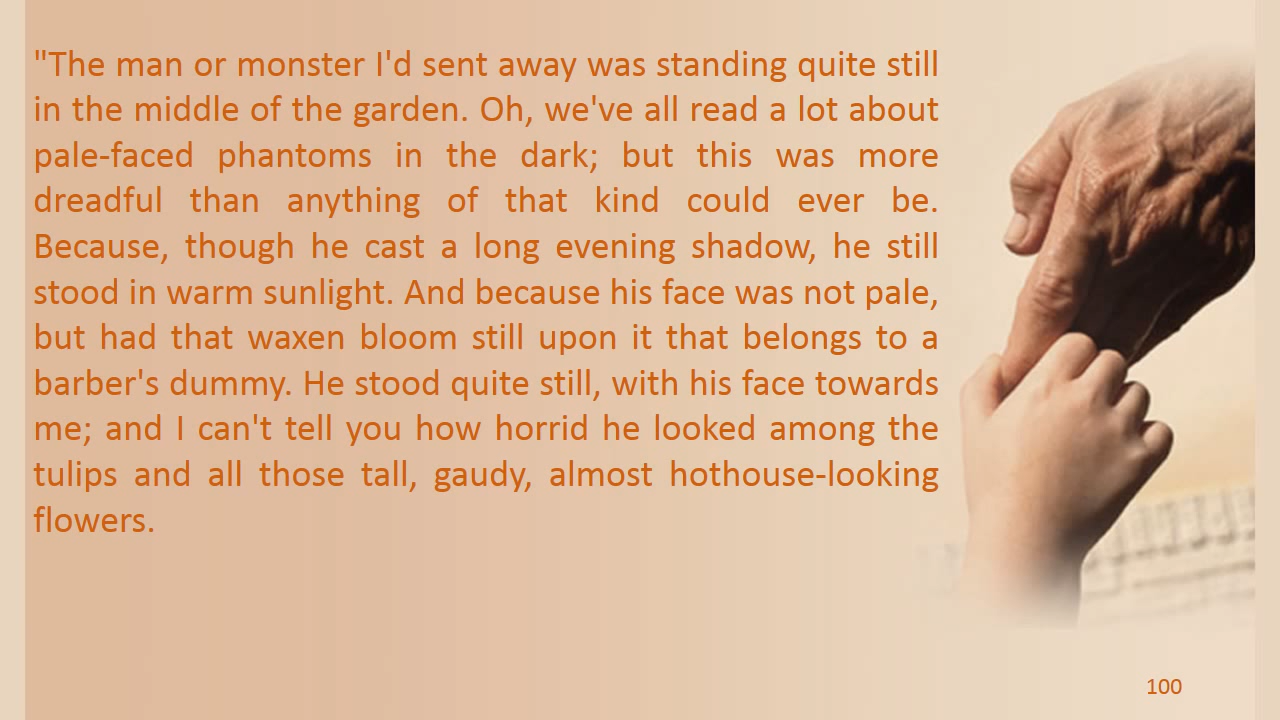 "The man or monster I'd sent away was standing quite still
in the middle of the garden. Oh, we've all read a lot about
pale-faced phantoms in the dark; but this was more
dreadful than anything of that kind could ever be.
Because, though he cast a long evening shadow, he still
stood in warm sunlight. And because his face was not pale,
but had that waxen bloom still upon it that belongs to a
barber's dummy. He stood quite still, with his face towards
me; and I can't tell you how horrid he looked among the
tulips and all those tall, gaudy, almost hothouse-looking
flowers.
100